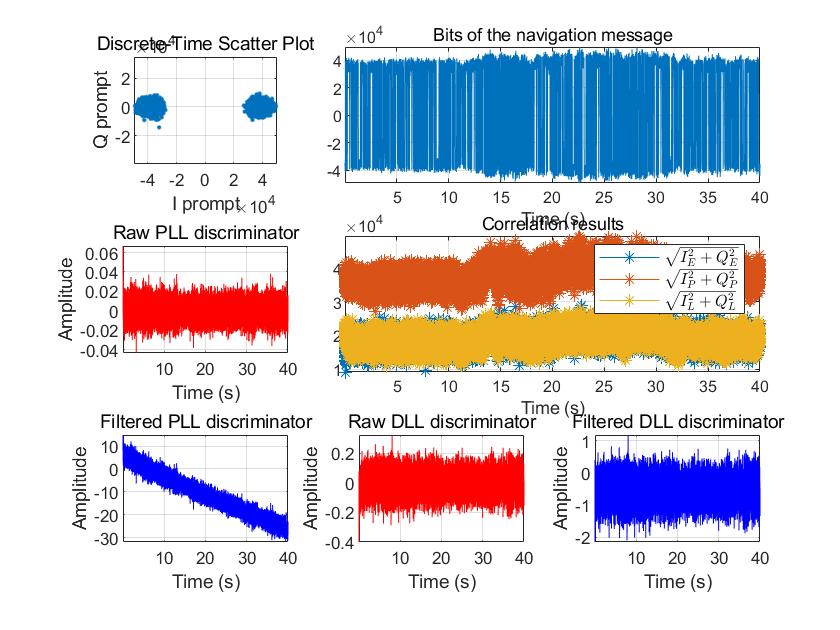 Discrete-Time Scatter Plot
×10^4
2
0
-2
Q prompt
-4 -2 0 2 4
I prompt ×10^4
Bits of the navigation message
×10^4
4
2
0
-2
-4
5 10 15 20 25 30 35 40
Time (s)
Raw PLL discriminator
0.06
0.04
0.02
0
-0.02
-0.04
Amplitude
0 20 40
Time (s)
Correlation results
×10^4
4
3
2
1
√I_E^2 + Q_E^2
√I_P^2 + Q_P^2
√I_L^2 + Q_L^2
5 10 15 20 25 30 35 40
Time (s)
Filtered PLL discriminator
10
0
-10
-20
-30
Amplitude
10 20 30 40
Time (s)
Raw DLL discriminator
0.2
0
-0.2
-0.4
Amplitude
10 20 30 40
Time (s)
Filtered DLL discriminator
1
0
-1
-2
Amplitude
10 20 30 40
Time (s)